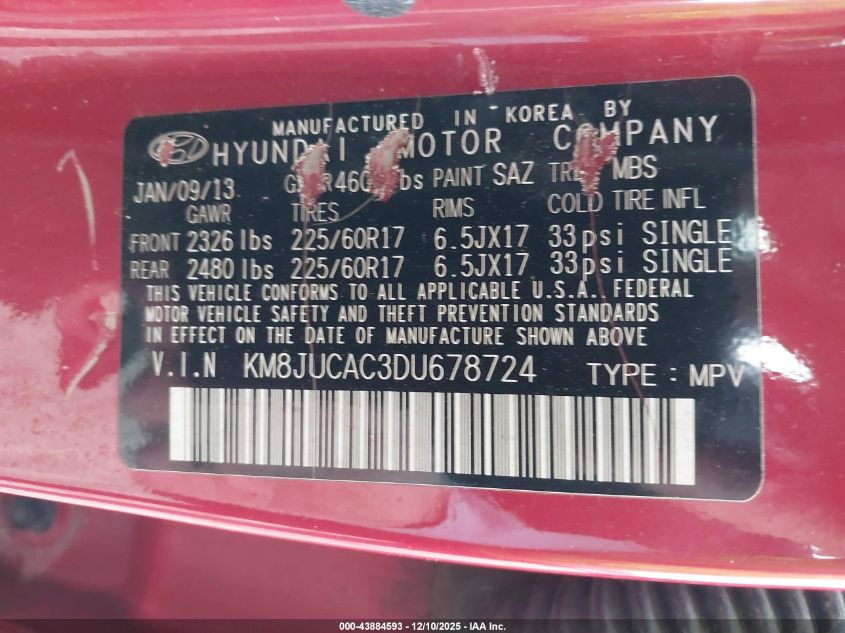 MANUFACTURED IN KOREA BY
HYUNDAI MOTOR COMPANY
JAN/09/13 PAINT SAZ MBS
GAWR TIRES RIMS COLD TIRE INFL
FRONT 2326 lbs 225/60R17 6.5JX17 33psi SINGLE
REAR 2480 lbs 225/60R17 6.5JX17 33psi SINGLE
THIS VEHICLE CONFORMS TO ALL APPLICABLE U.S.A. FEDERAL
MOTOR VEHICLE SAFETY AND THEFT PREVENTION STANDARDS
IN EFFECT ON THE DATE OF MANUFACTURE SHOWN ABOVE
V.I.N KM8JUCAC3DU678724 TYPE : MPV
000-43884593 - 12/10/2025 - IAA Inc.